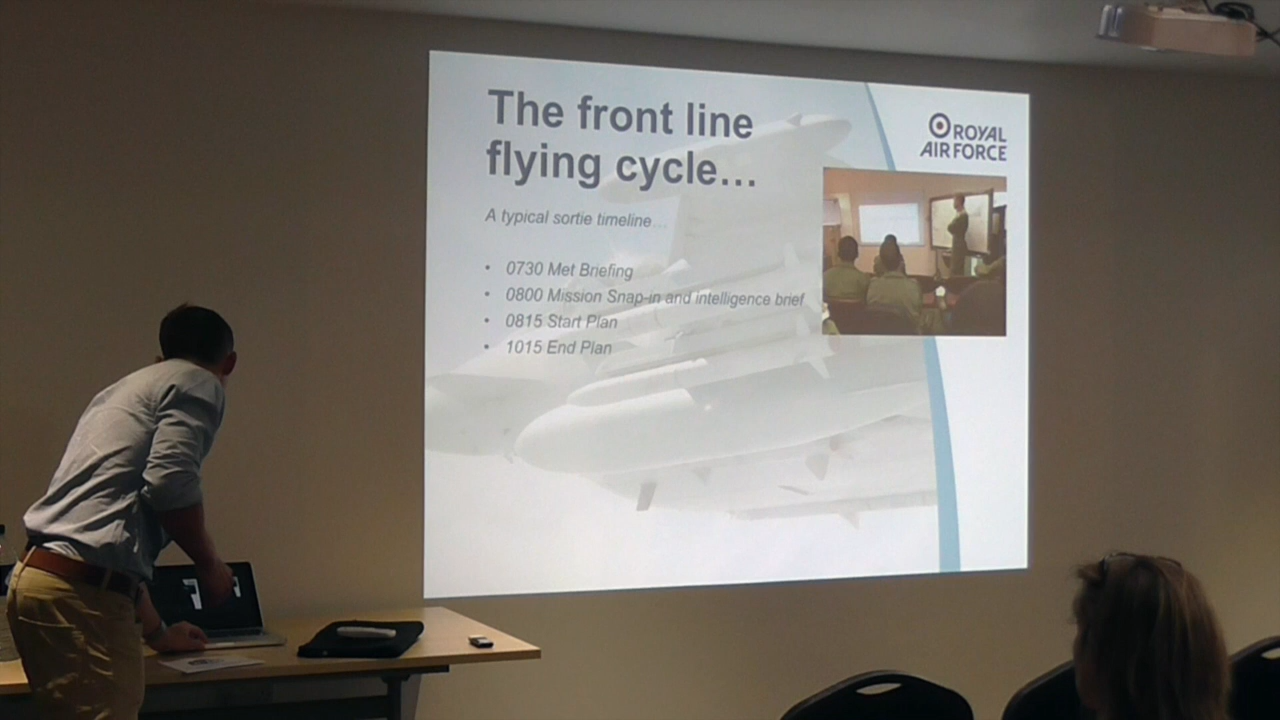 The front line
flying cycle…
ROYAL
AIR FORCE
A typical sortie timeline…
• 0730 Met Briefing
• 0800 Mission Snap-in and intelligence brief
• 0815 Start Plan
• 1015 End Plan